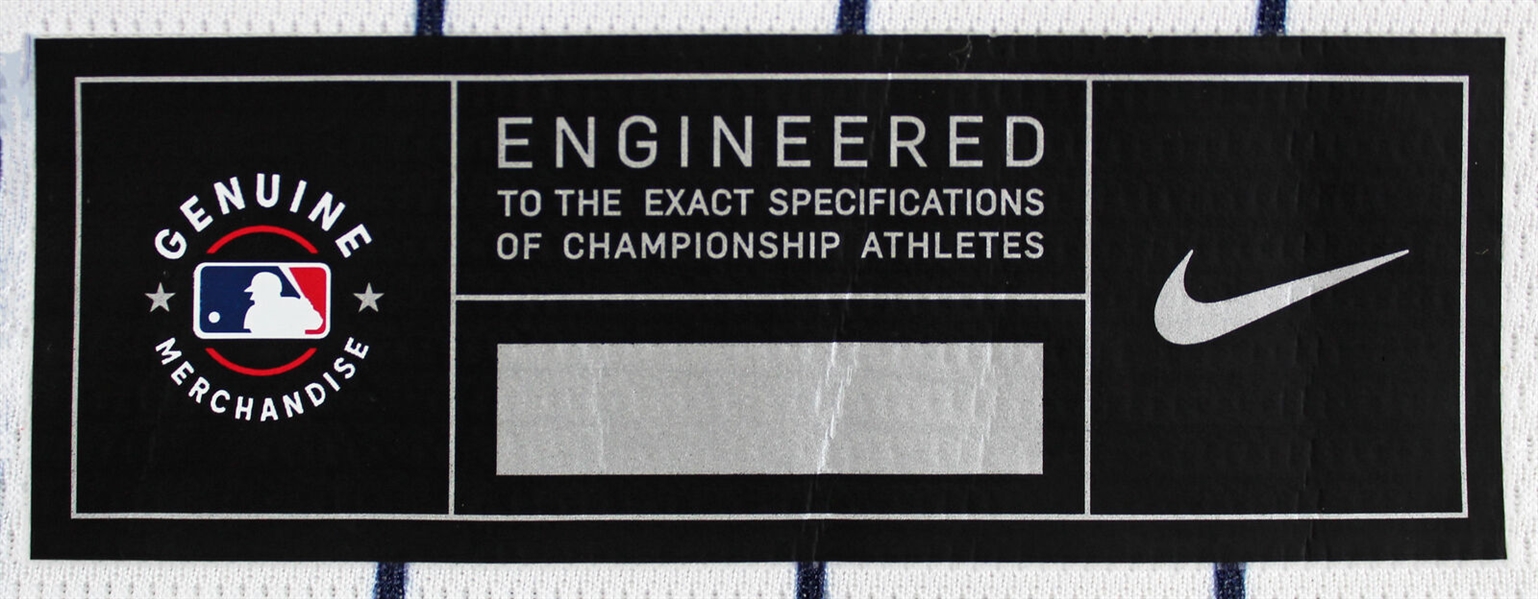 GENUINE
MERCHANDISE
ENGINEERED
TO THE EXACT SPECIFICATIONS
OF CHAMPIONSHIP ATHLETES